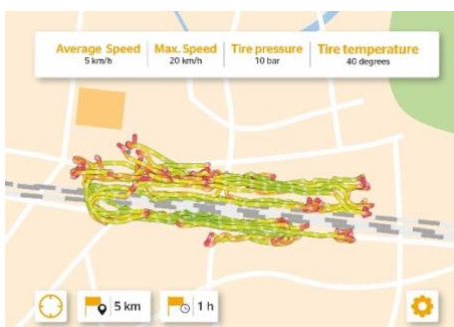 Average Speed
5 km/h
Max. Speed
20 km/h
Tire pressure
10 bar
Tire temperature
40 degrees
5 km
1 h